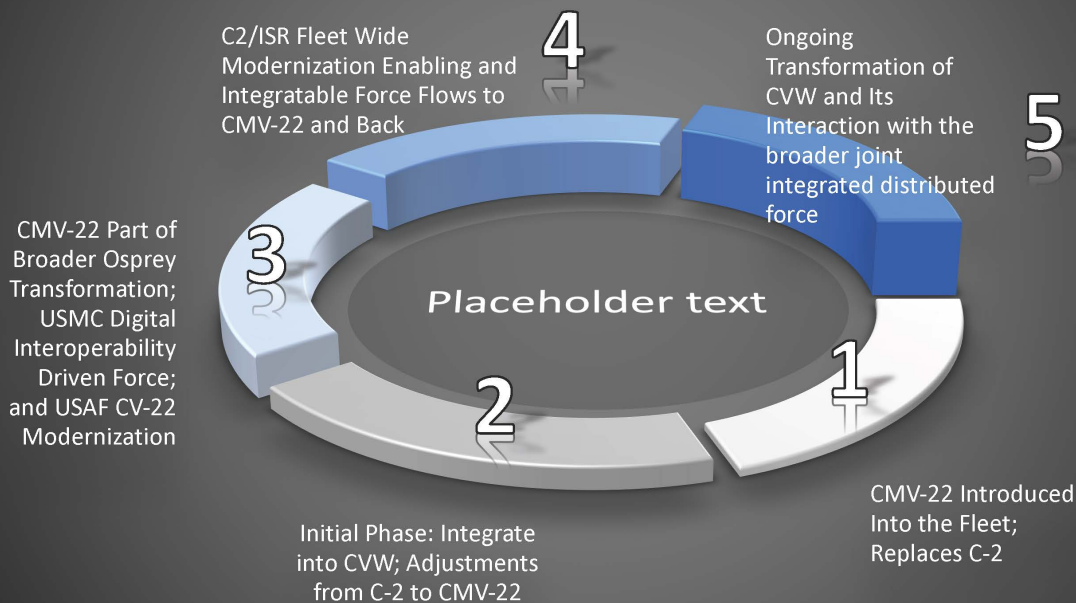 4
C2/ISR Fleet Wide
Modernization Enabling and
Integratable Force Flows to
CMV-22 and Back
Ongoing
Transformation of
CVW and Its
Interaction with the
broader joint
integrated distributed
force
5
CMV-22 Part of
Broader Osprey
Transformation;
USMC Digital
Interoperability
Driven Force;
and USAF CV-22
Modernization
3
Placeholder text
2
1
Initial Phase: Integrate
into CVW; Adjustments
from C-2 to CMV-22
CMV-22 Introduced
Into the Fleet;
Replaces C-2